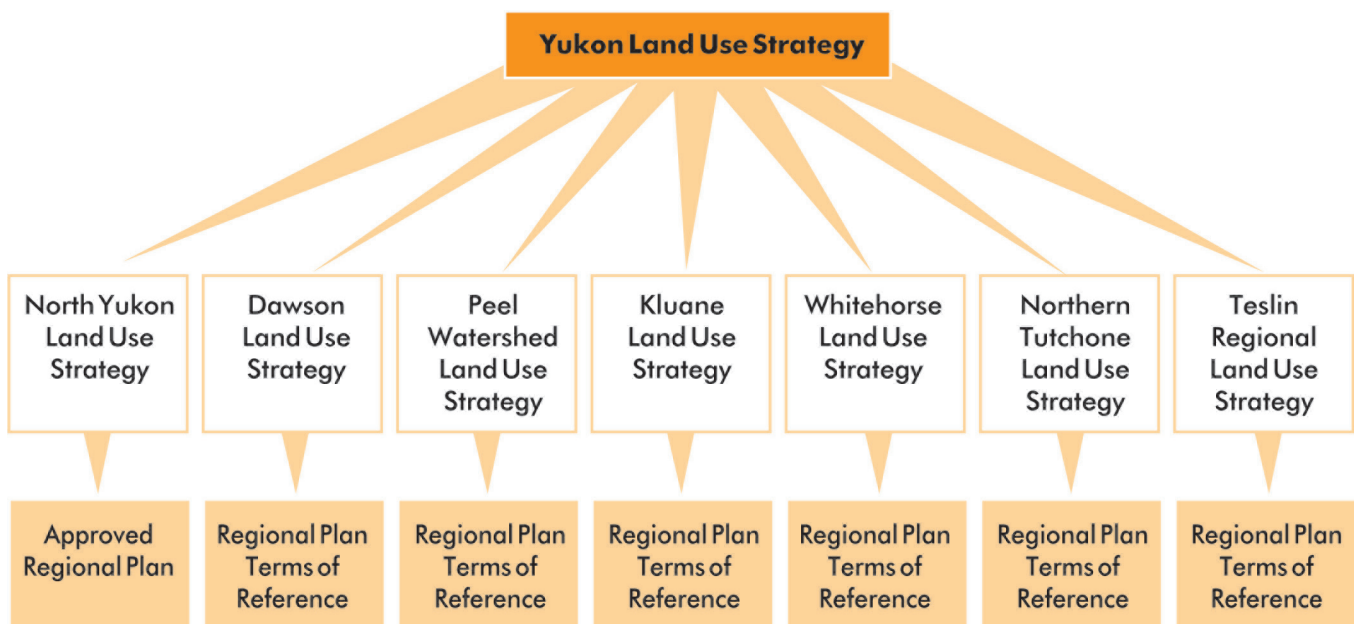 Yukon Land Use Strategy
North Yukon
Land Use
Strategy
Dawson
Land Use
Strategy
Peel
Watershed
Land Use
Strategy
Kluane
Land Use
Strategy
Whitehorse
Land Use
Strategy
Northern
Tutchone
Land Use
Strategy
Teslin
Regional
Land Use
Strategy
Approved
Regional Plan
Regional Plan
Terms of
Reference
Regional Plan
Terms of
Reference
Regional Plan
Terms of
Reference
Regional Plan
Terms of
Reference
Regional Plan
Terms of
Reference
Regional Plan
Terms of
Reference